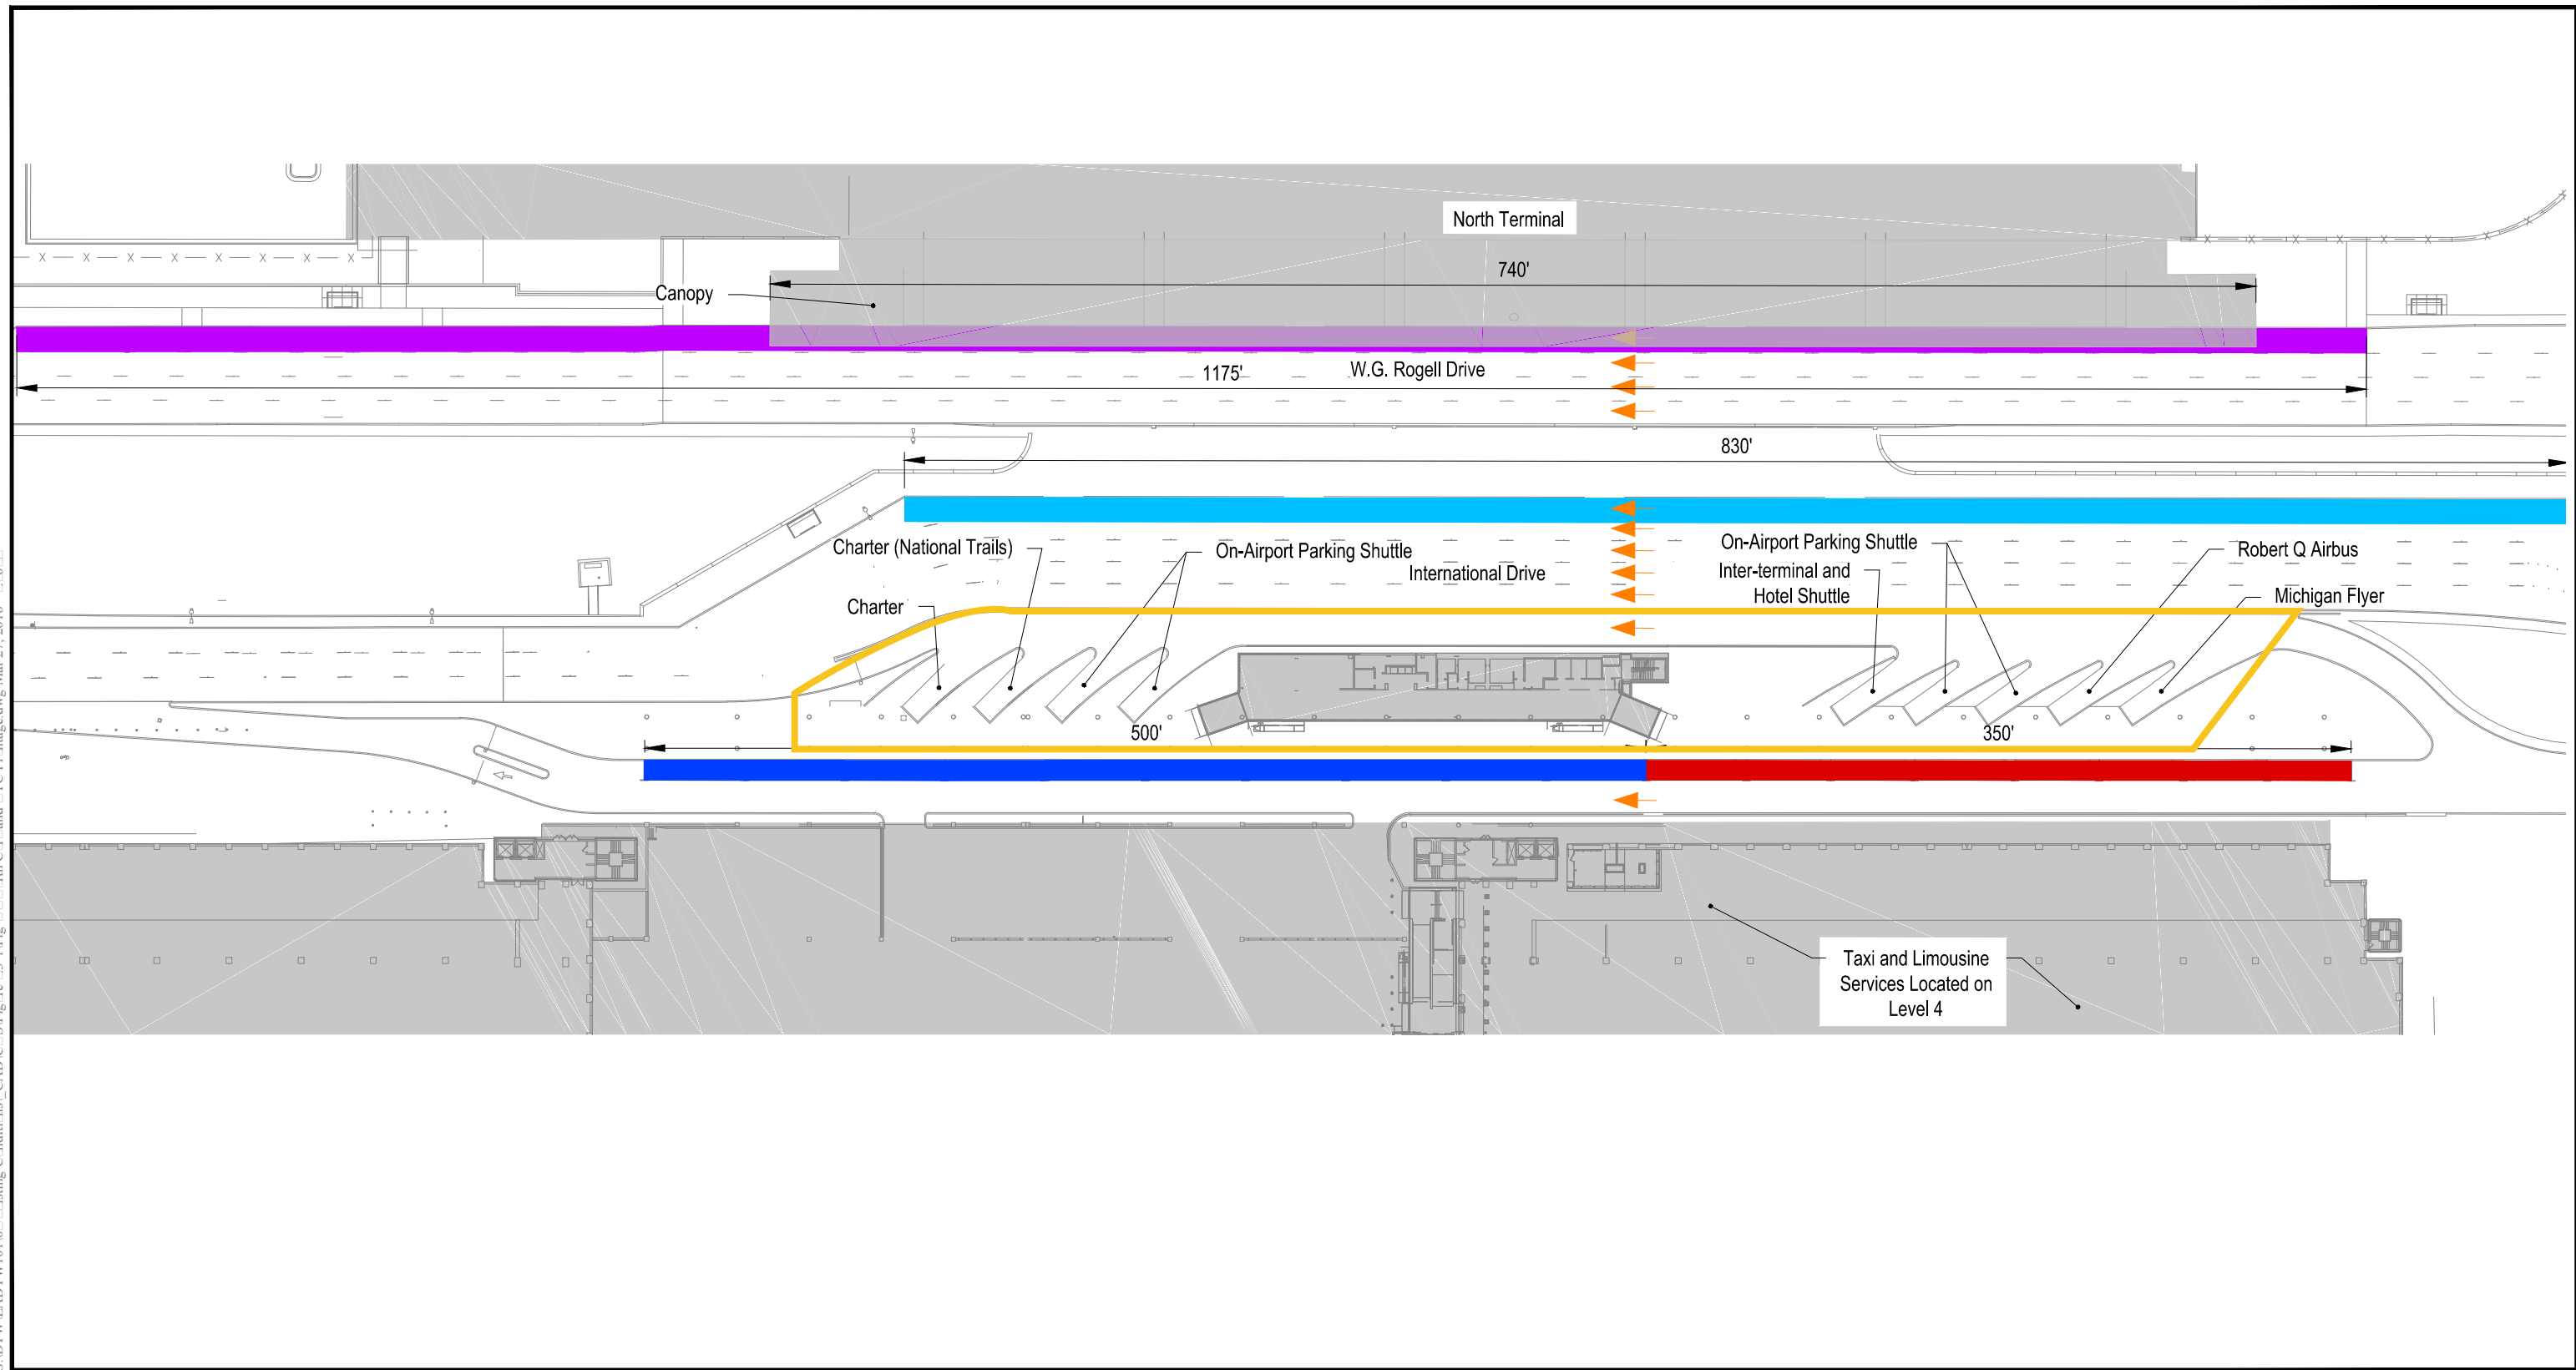 North Terminal
740'
Canopy
W.G. Rogell Drive
1175'
830'
Charter (National Trails)
On-Airport Parking Shuttle
International Drive
On-Airport Parking Shuttle
Inter-terminal and
Hotel Shuttle
Robert Q Airbus
Michigan Flyer
Charter
500'
350'
Taxi and Limousine
Services Located on
Level 4